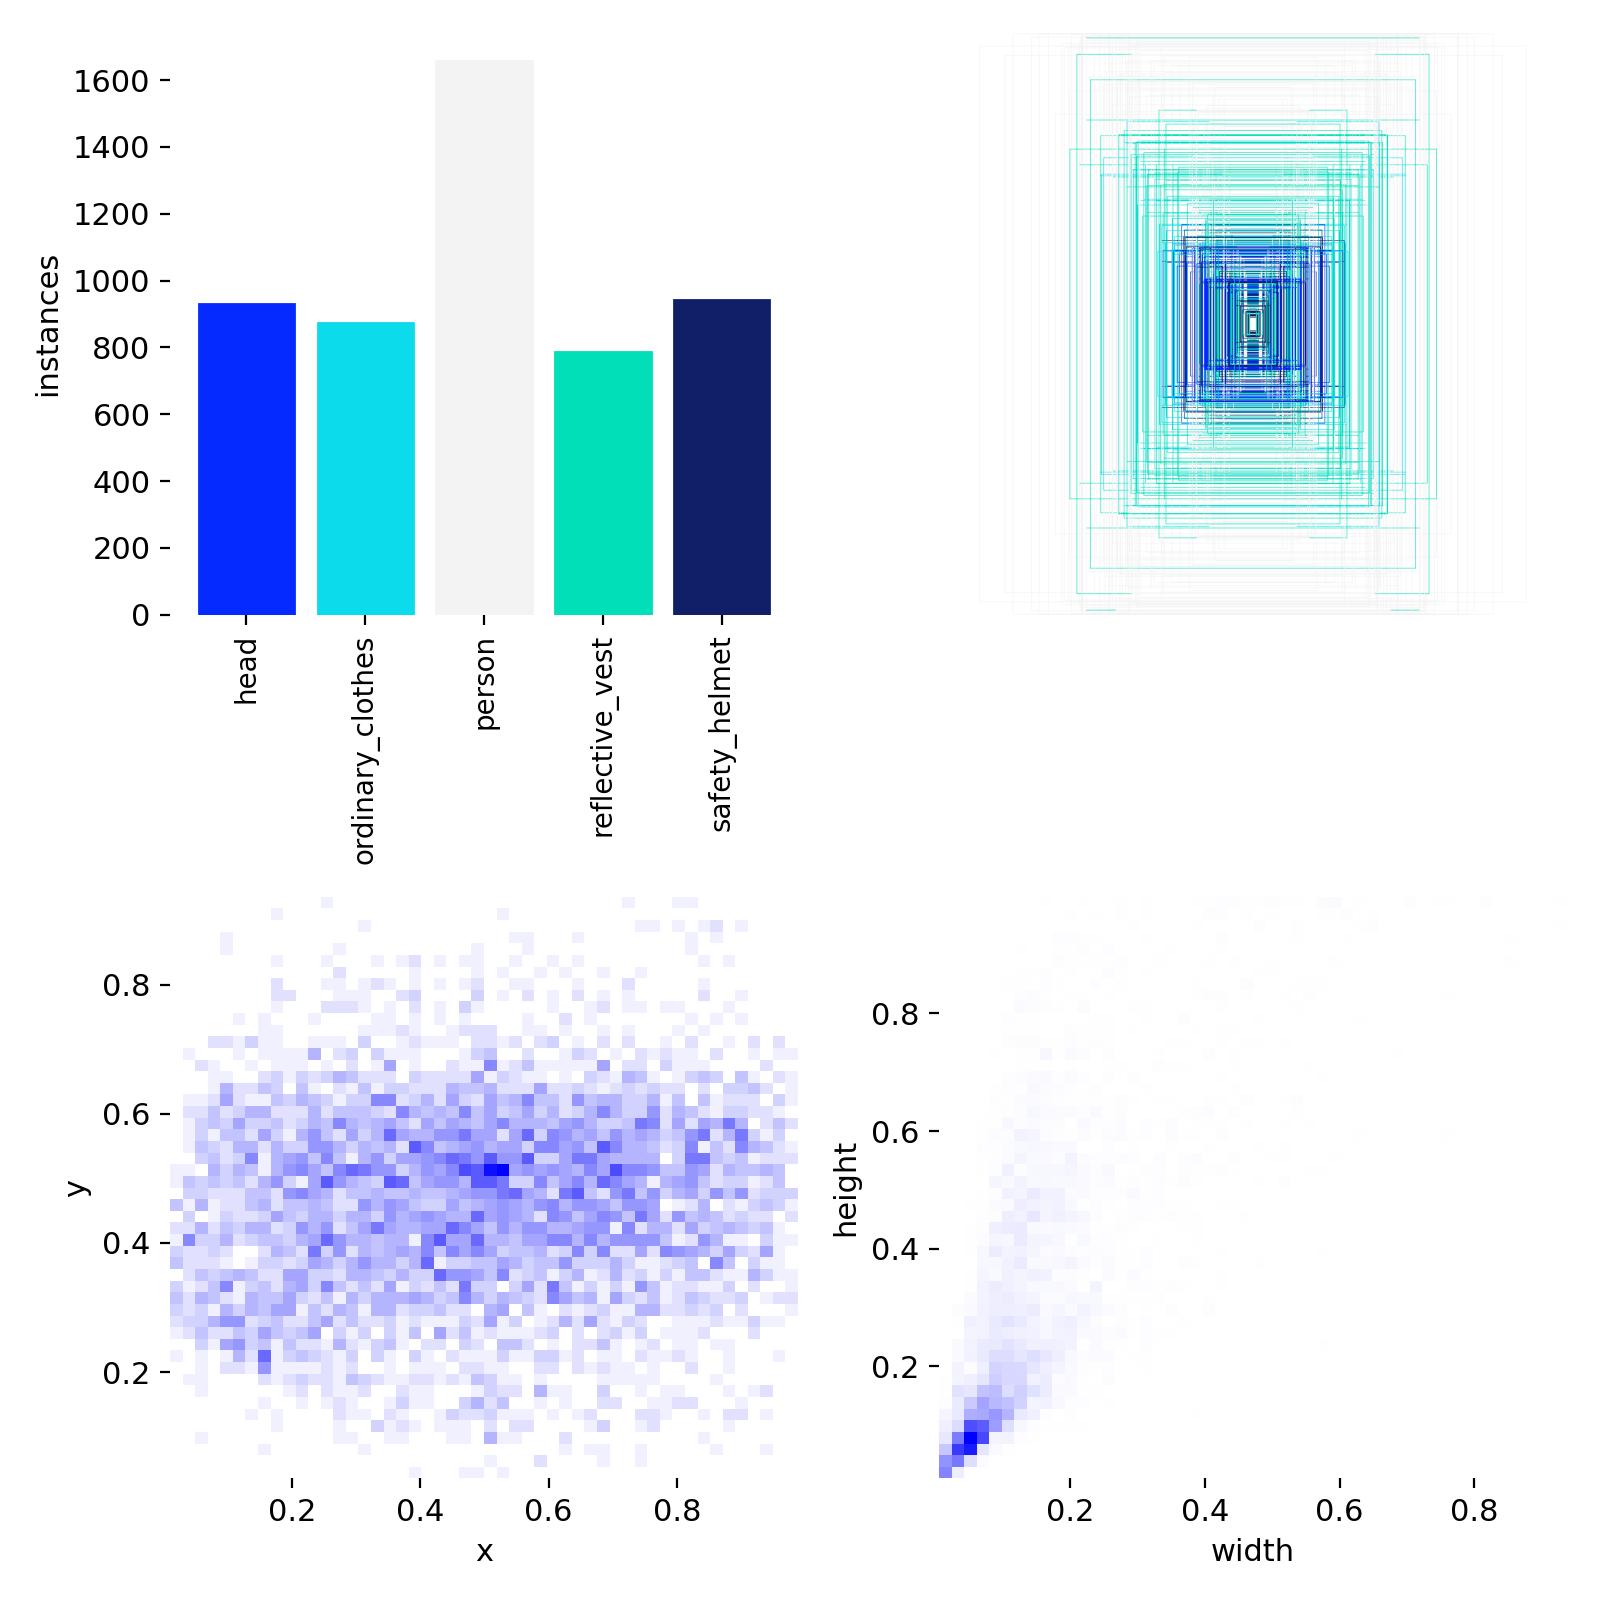 1600
1400
1200
1000
800
600
400
200
0
instances
head
ordinary_clothes
person
reflective_vest
safety_helmet
0.8
0.6
0.4
0.2
y
0.2 0.4 0.6 0.8
x
0.8
0.6
0.4
0.2
height
0.2 0.4 0.6 0.8
width